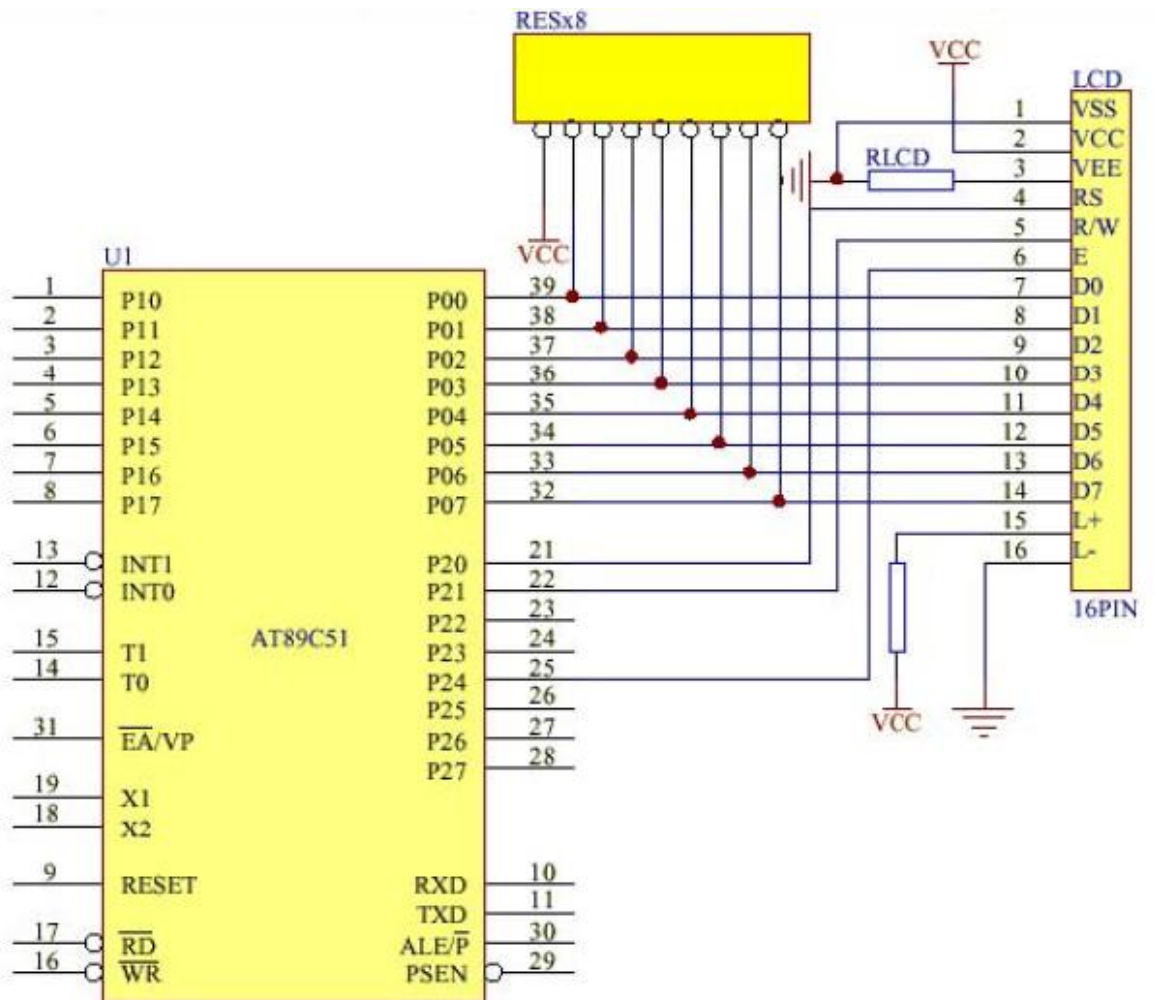 RESx8
VCC
LCD
1 VSS
2 VCC
RLCD 3 VEE
4 RS
5 R/W
VCC
U1
6 E
1 P10 P00 39 7 D0
2 P11 P01 38 8 D1
3 P12 P02 37 9 D2
4 P13 P03 36 10 D3
5 P14 P04 35 11 D4
6 P15 P05 34 12 D5
7 P16 P06 33 13 D6
8 P17 P07 32 14 D7
15 L+
13 INT1 P20 21 16 L-
12 INT0 P21 22
16PIN
P22 23
AT89C51
15 T1 P23 24
14 T0 P24 25
P25 26
VCC
31 EA/VP P26 27
P27 28
19 X1
18 X2
9 RESET RXD 10
TXD 11
17 RD ALE/P 30
16 WR PSEN 29